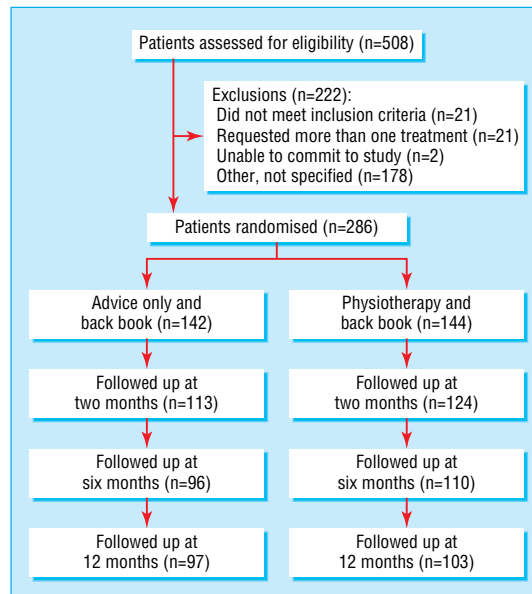 Patients assessed for eligibility (n=508)
Exclusions (n=222):
Did not meet inclusion criteria (n=21)
Requested more than one treatment (n=21)
Unable to commit to study (n=2)
Other, not specified (n=178)
Patients randomised (n=286)
Advice only and
back book (n=142)
Physiotherapy and
back book (n=144)
Followed up at
two months (n=113)
Followed up at
two months (n=124)
Followed up at
six months (n=96)
Followed up at
six months (n=110)
Followed up at
12 months (n=97)
Followed up at
12 months (n=103)